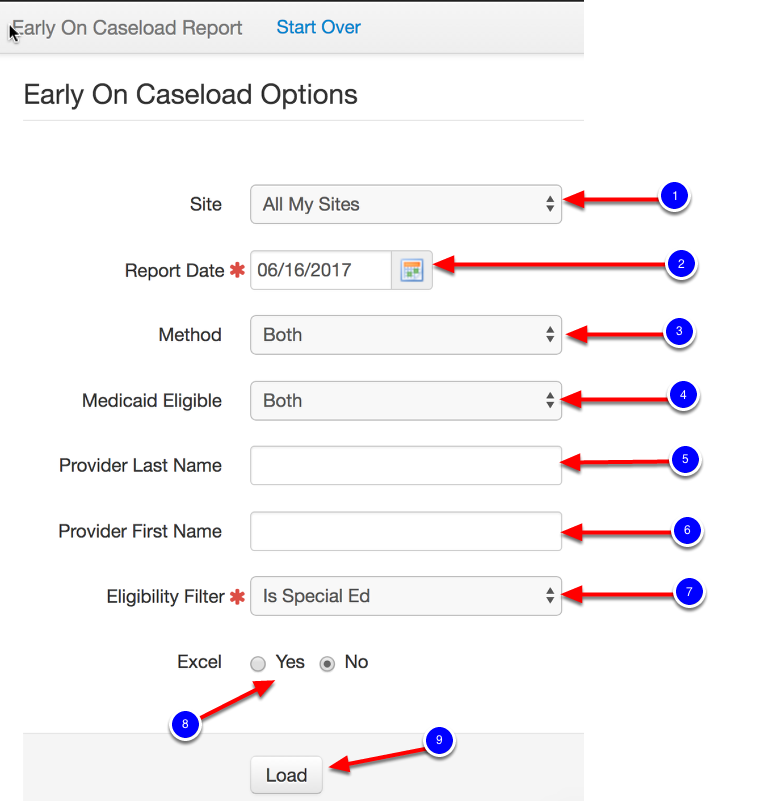 Early On Caseload Report Start Over
Early On Caseload Options
Site All My Sites 1
Report Date * 06/16/2017 2
Method Both 3
Medicaid Eligible Both 4
Provider Last Name 5
Provider First Name 6
Eligibility Filter * Is Special Ed 7
Excel Yes No
8
9
Load